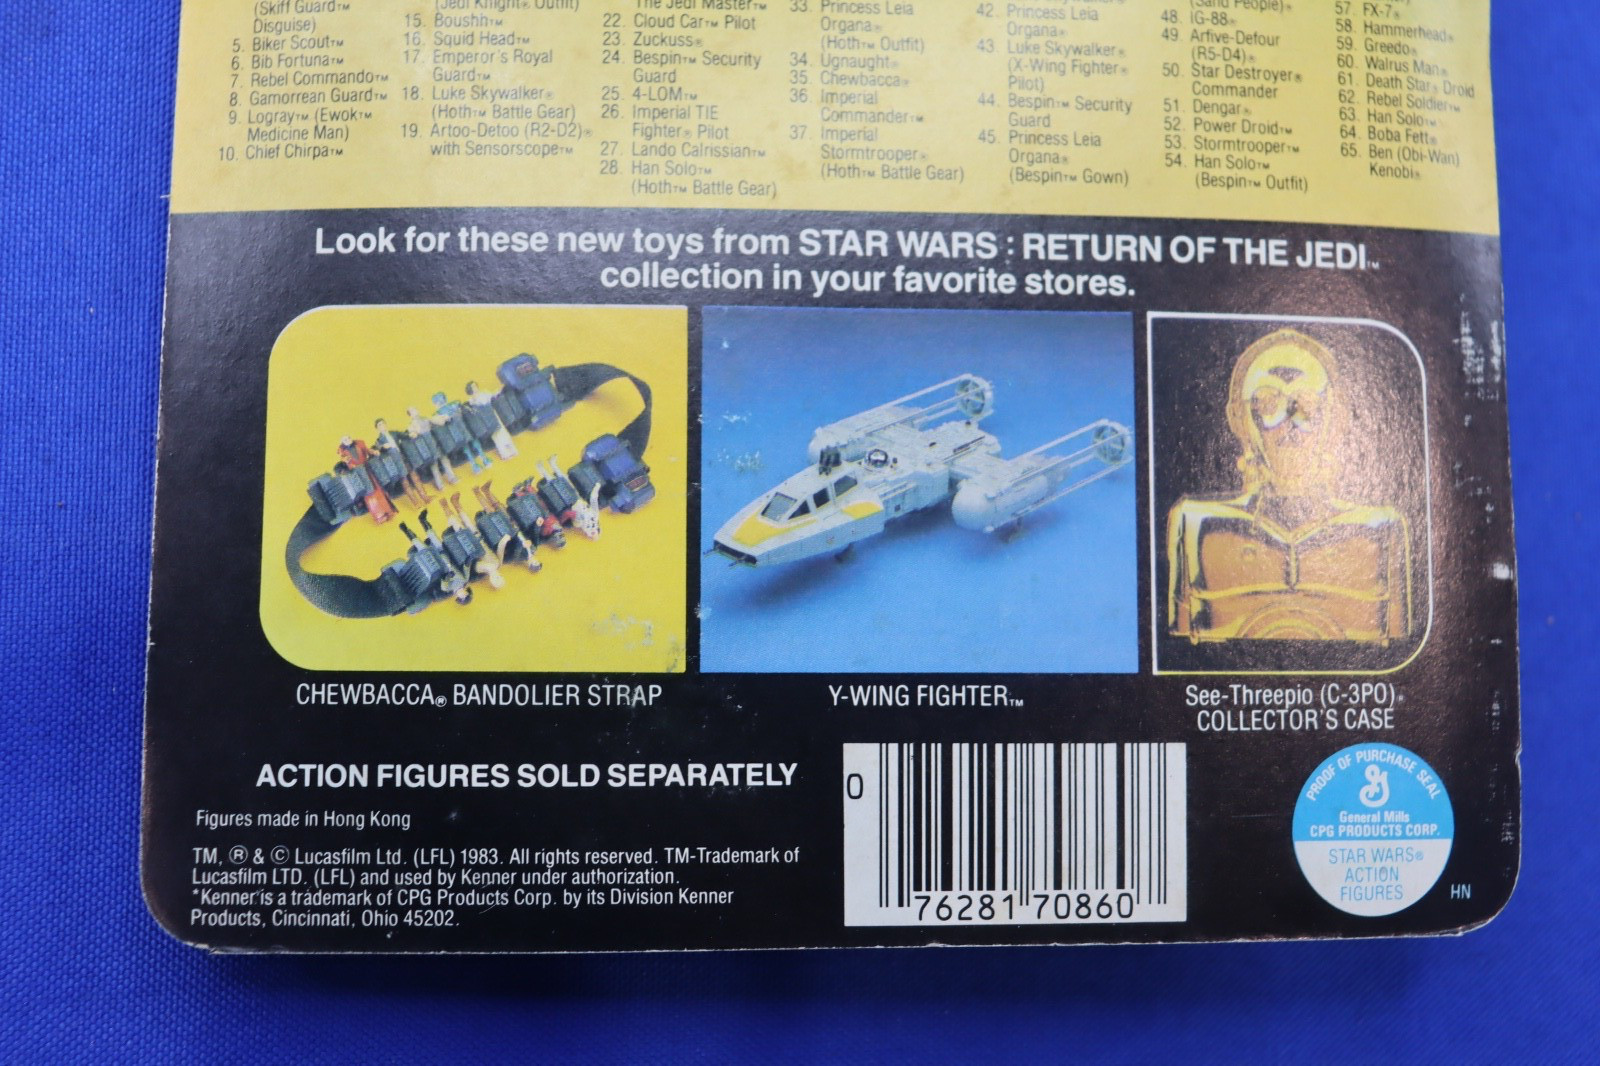 (Skiff Guard™
Disguise)
5. Biker Scout™
6. Bib Fortuna™
7. Rebel Commando™
8. Gamorrean Guard™
9. Logray™ (Ewok™
Medicine Man)
10. Chief Chirpa™
(Jedi Knight® Outfit)
15. Boushh™
16. Squid Head™
17. Emperor's Royal
Guard™
18. Luke Skywalker®
(Hoth™ Battle Gear)
19. Artoo-Detoo (R2-D2)®
with Sensorscope™
The Jedi Master™
22. Cloud Car™ Pilot
23. Zuckuss®
24. Bespin™ Security
Guard
25. 4-LOM™
26. Imperial TIE
Fighter® Pilot
27. Lando Calrissian™
28. Han Solo™
(Hoth™ Battle Gear)
33. Princess Leia
Organa®
(Hoth™ Outfit)
34. Ugnaught®
35. Chewbacca®
36. Imperial
Commander™
37. Imperial
Stormtrooper®
(Hoth™ Battle Gear)
42. Princess Leia
Organa®
43. Luke Skywalker®
(X-Wing Fighter®
Pilot)
44. Bespin™ Security
Guard
45. Princess Leia
Organa®
(Bespin™ Gown)
(Sand People)®
48. IG-88®
49. Arfive-Defour
(R5-D4)®
50. Star Destroyer®
Commander
51. Dengar®
52. Power Droid™
53. Stormtrooper™
54. Han Solo™
(Bespin™ Outfit)
57. FX-7®
58. Hammerhead®
59. Greedo®
60. Walrus Man®
61. Death Star® Droid
62. Rebel Soldier™
63. Han Solo™
64. Boba Fett®
65. Ben (Obi-Wan)
Kenobi®
Look for these new toys from STAR WARS : RETURN OF THE JEDI™
collection in your favorite stores.
CHEWBACCA® BANDOLIER STRAP
Y-WING FIGHTER™
See-Threepio (C-3PO)®
COLLECTOR'S CASE
ACTION FIGURES SOLD SEPARATELY
Figures made in Hong Kong
TM, ® & © Lucasfilm Ltd. (LFL) 1983. All rights reserved. TM-Trademark of
Lucasfilm LTD. (LFL) and used by Kenner under authorization.
*Kenner is a trademark of CPG Products Corp. by its Division Kenner
Products, Cincinnati, Ohio 45202.
0 76281 70860
PROOF OF PURCHASE SEAL
G
General Mills
CPG PRODUCTS CORP.
STAR WARS®
ACTION
FIGURES
HN